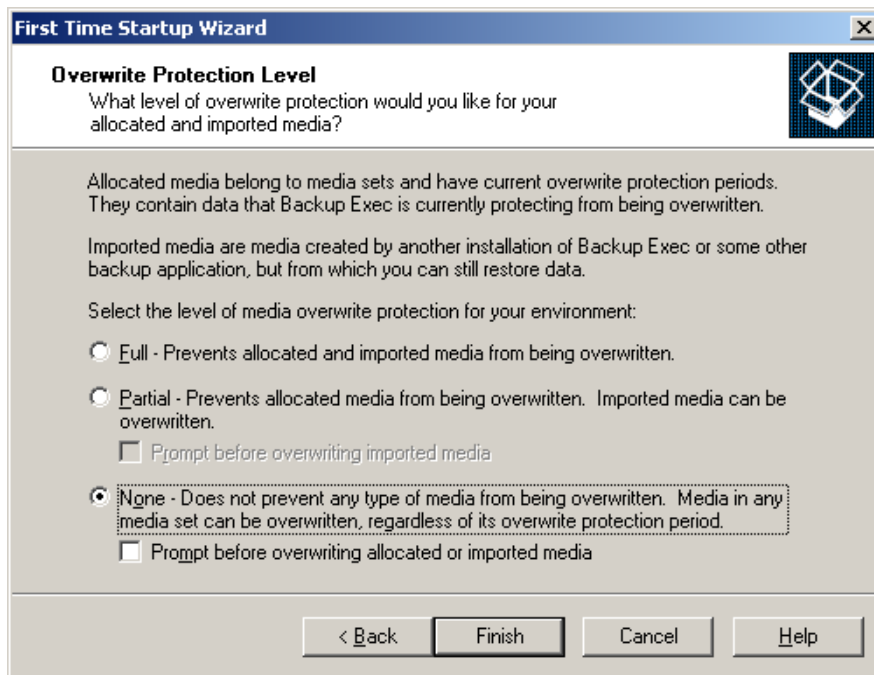 First Time Startup Wizard
Overwrite Protection Level
What level of overwrite protection would you like for your
allocated and imported media?
Allocated media belong to media sets and have current overwrite protection periods.
They contain data that Backup Exec is currently protecting from being overwritten.
Imported media are media created by another installation of Backup Exec or some other
backup application, but from which you can still restore data.
Select the level of media overwrite protection for your environment:
Full - Prevents allocated and imported media from being overwritten.
Partial - Prevents allocated media from being overwritten.  Imported media can be
overwritten.
Prompt before overwriting imported media
None - Does not prevent any type of media from being overwritten.  Media in any
media set can be overwritten, regardless of its overwrite protection period.
Prompt before overwriting allocated or imported media
< Back
Finish
Cancel
Help